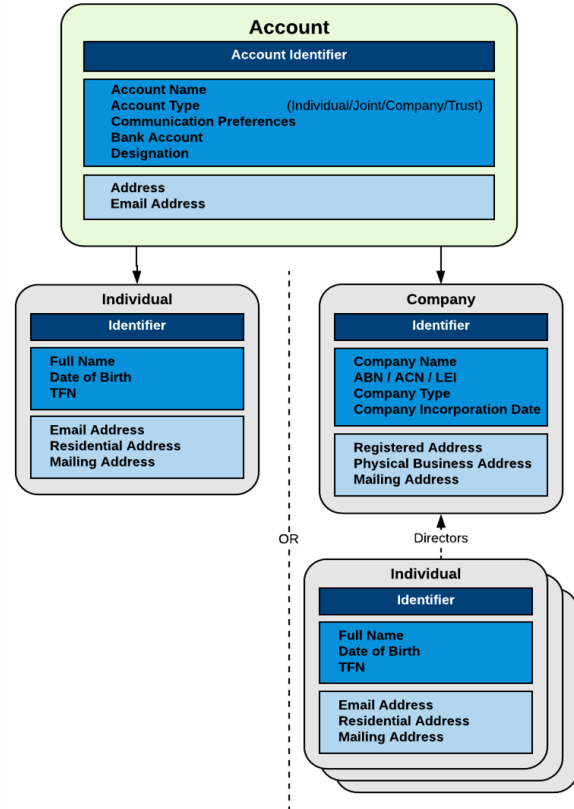 Account
Account Identifier
Account Name
Account Type (Individual/Joint/Company/Trust)
Communication Preferences
Bank Account
Designation
Address
Email Address
Individual
Identifier
Full Name
Date of Birth
TFN
Email Address
Residential Address
Mailing Address
Company
Identifier
Company Name
ABN / ACN / LEI
Company Type
Company Incorporation Date
Registered Address
Physical Business Address
Mailing Address
OR
Directors
Individual
Identifier
Full Name
Date of Birth
TFN
Email Address
Residential Address
Mailing Address